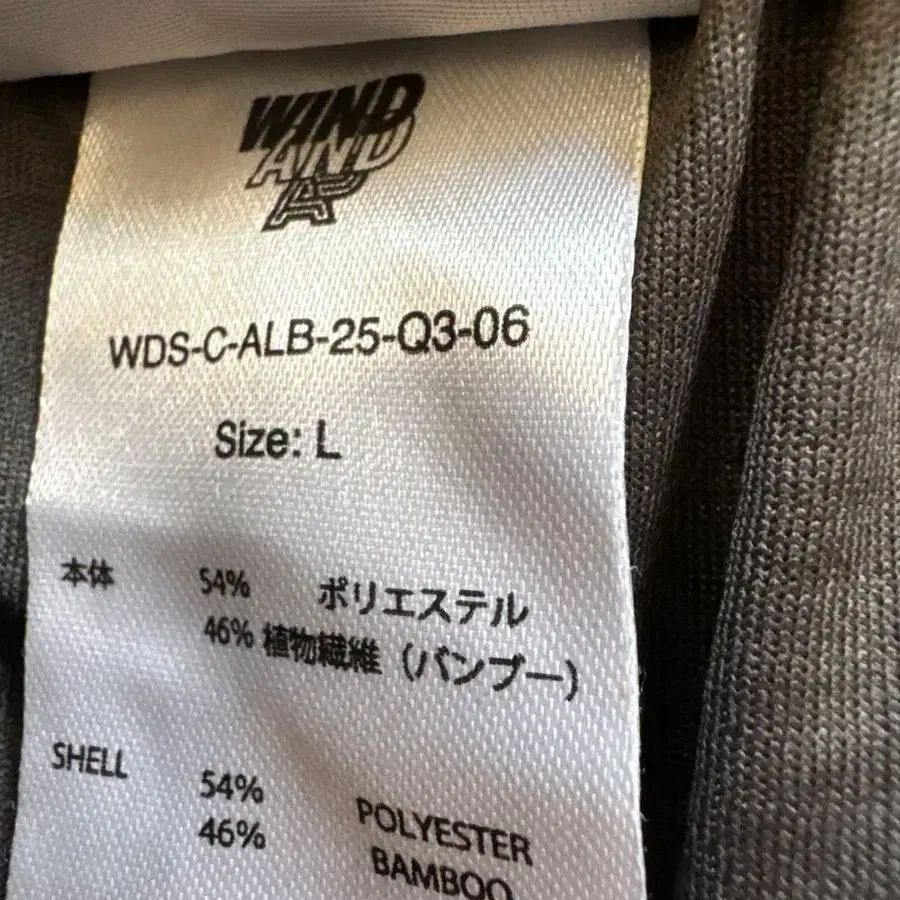 WIND
AND
WDS-C-ALB-25-Q3-06
Size: L
本体 54% ポリエステル
46% 植物繊維 (バンブー)
SHELL 54% POLYESTER
46% BAMBOO